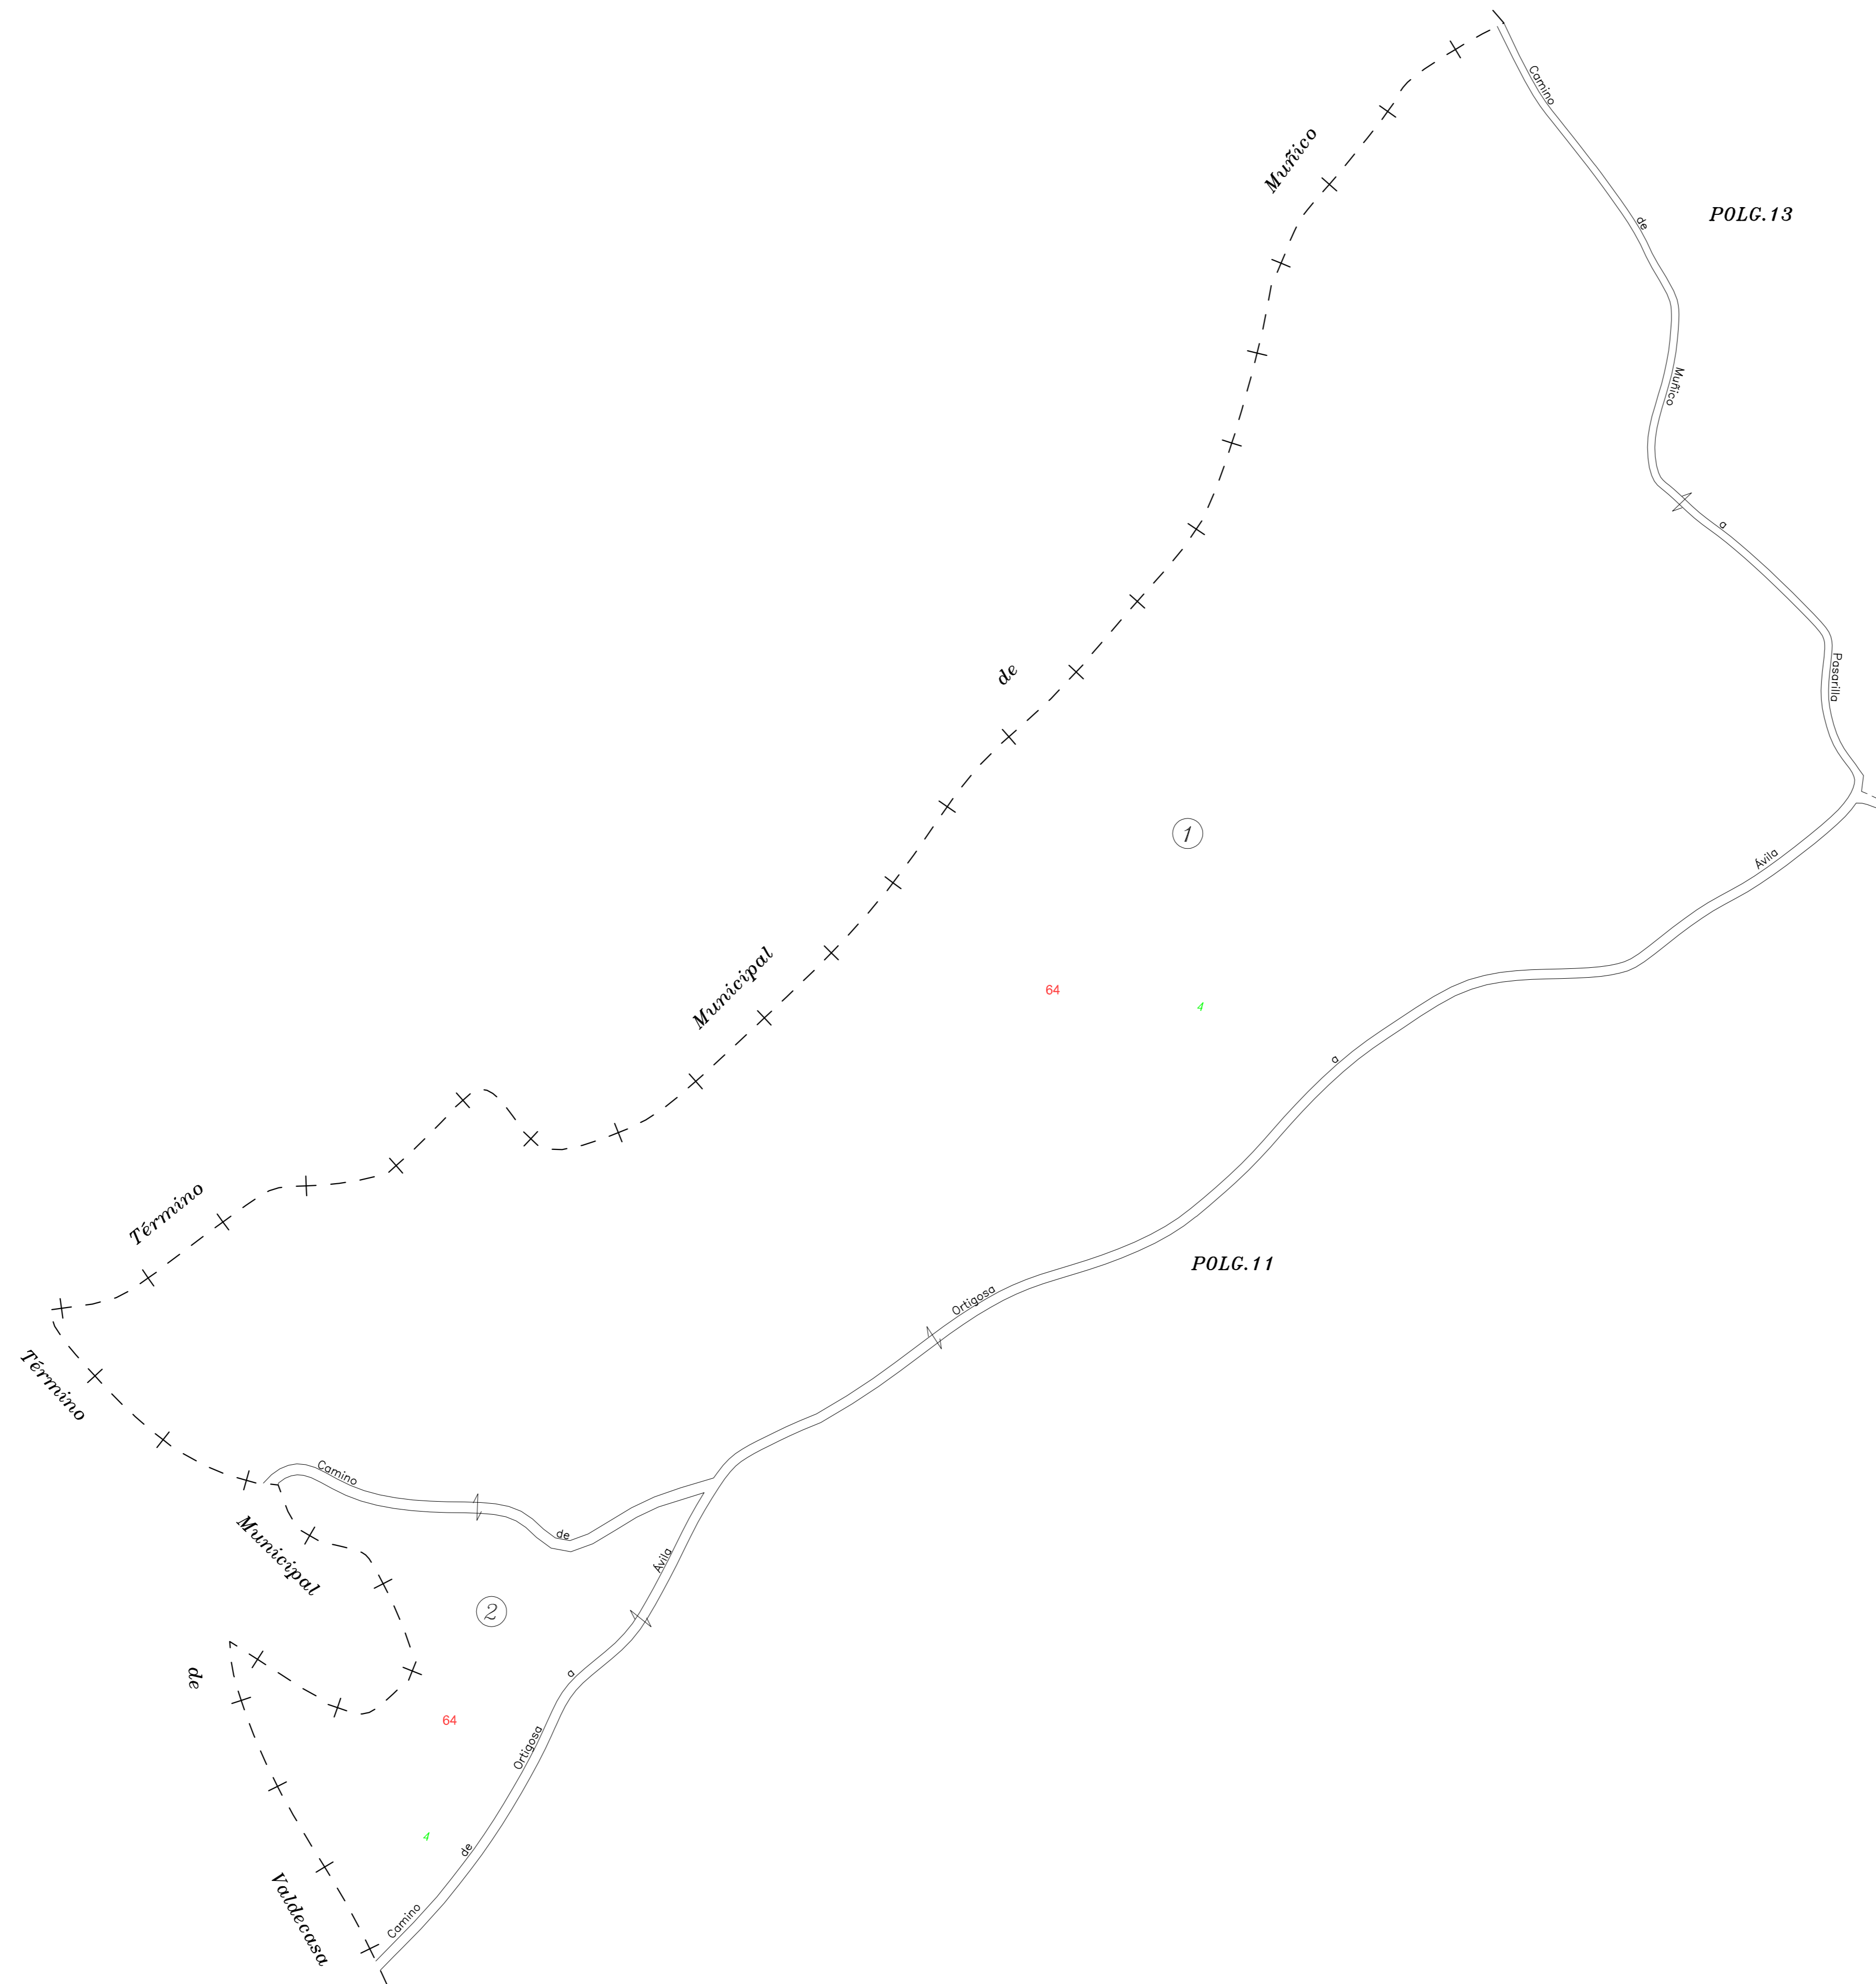 Camino
de
Muñico
a
Pasarilla
POLG.13
Término Municipal de Muñico
1
64
4
Camino de Ortigosa a Ávila
POLG.11
Término Municipal de Valdecasa
Camino de Ortigosa a Ávila
2
64
4